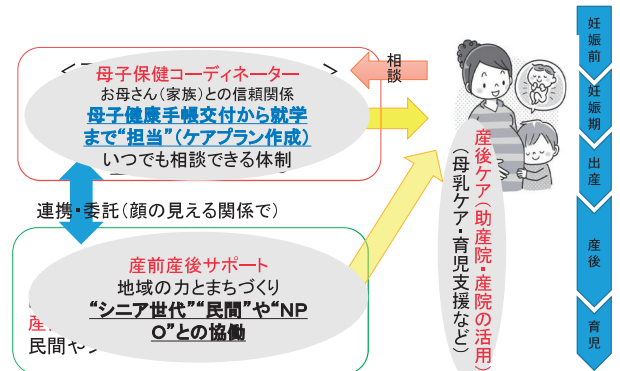 母子保健コーディネーター
お母さん（家族）との信頼関係
母子健康手帳交付から就学
まで“担当”（ケアプラン作成）
いつでも相談できる体制
相談
連携・委託（顔の見える関係で）
産前産後サポート
地域の力とまちづくり
“シニア世代”“民間”や“NP
O”との協働
産
民間や
産後ケア（助産院・産院の活用）
（母乳ケア・育児支援など）
妊娠前
妊娠期
出産
産後
育児